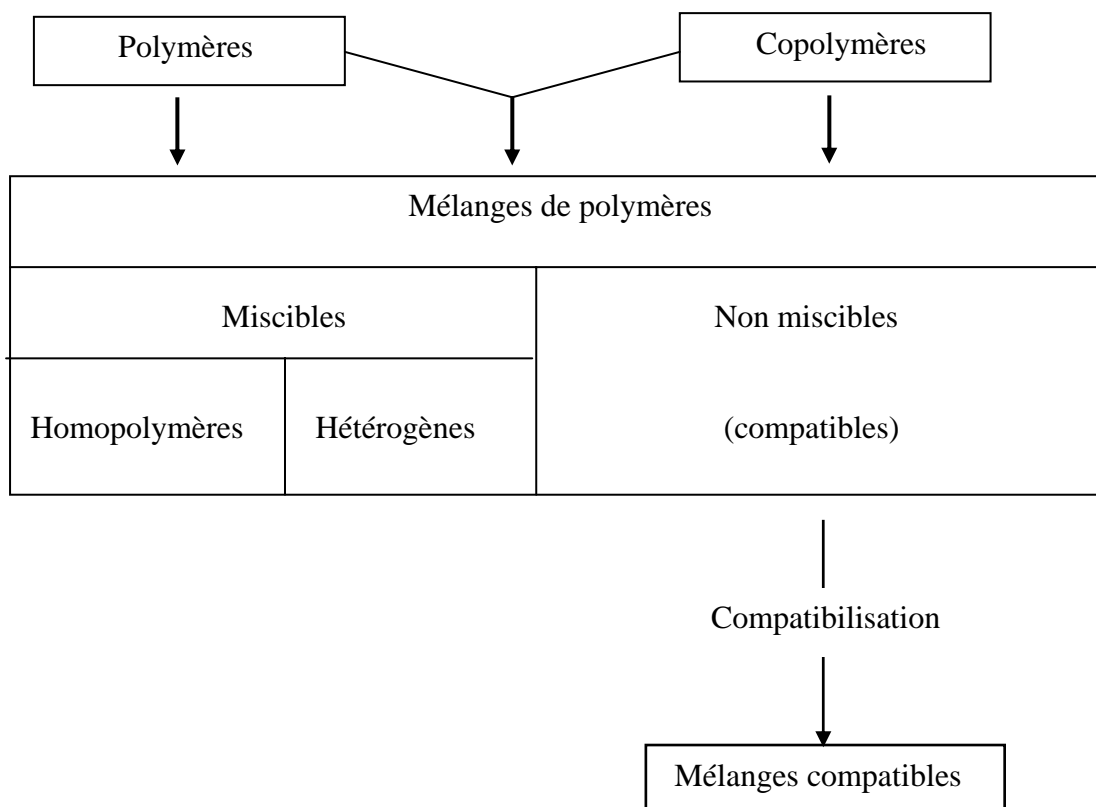 Polymères
Copolymères
Mélanges de polymères
Miscibles
Non miscibles
Homopolymères
Hétérogènes
(compatibles)
Compatibilisation
Mélanges compatibles